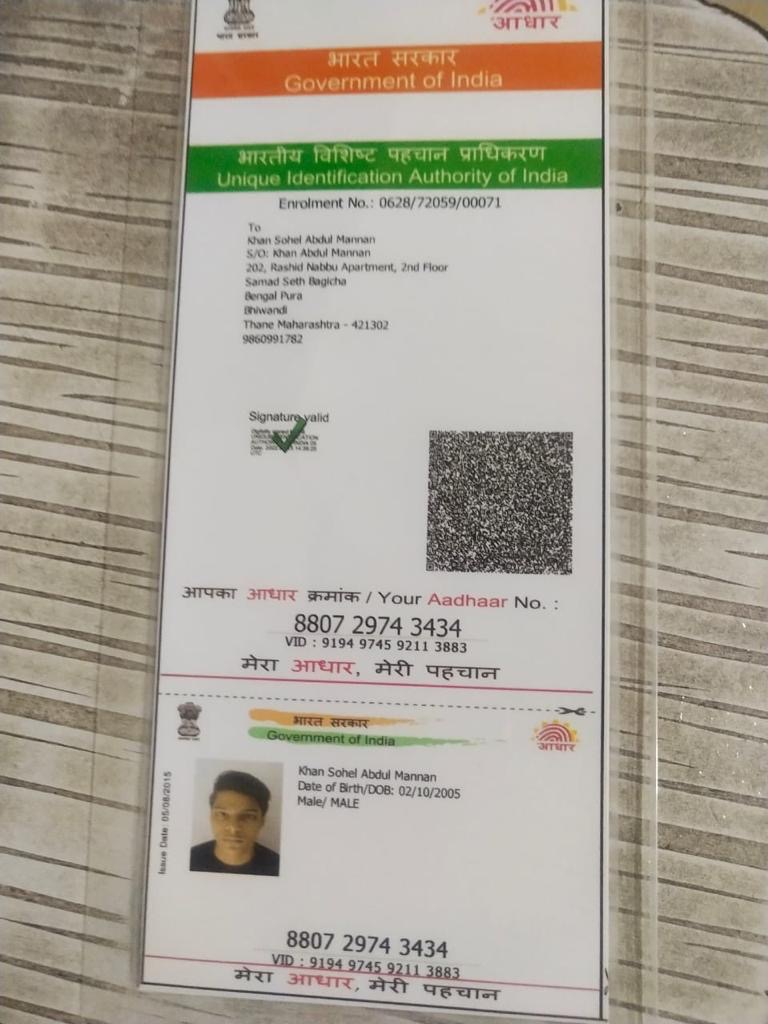 भारत सरकार
आधार
भारत सरकार
Government of India
भारतीय विशिष्ट पहचान प्राधिकरण
Unique Identification Authority of India
Enrolment No.: 0628/72059/00071
To
Khan Sohel Abdul Mannan
S/O: Khan Abdul Mannan
202, Rashid Nabbu Apartment, 2nd Floor
Samad Seth Bagicha
Bengal Pura
Bhiwandi
Thane Maharashtra - 421302
9860991782
Signature valid
आपका आधार क्रमांक / Your Aadhaar No. :
8807 2974 3434
VID : 9194 9745 9211 3883
मेरा आधार, मेरी पहचान
भारत सरकार
Government of India
आधार
Issue Date: 05/08/2015
Khan Sohel Abdul Mannan
Date of Birth/DOB: 02/10/2005
Male/ MALE
8807 2974 3434
VID : 9194 9745 9211 3883
मेरा आधार, मेरी पहचान